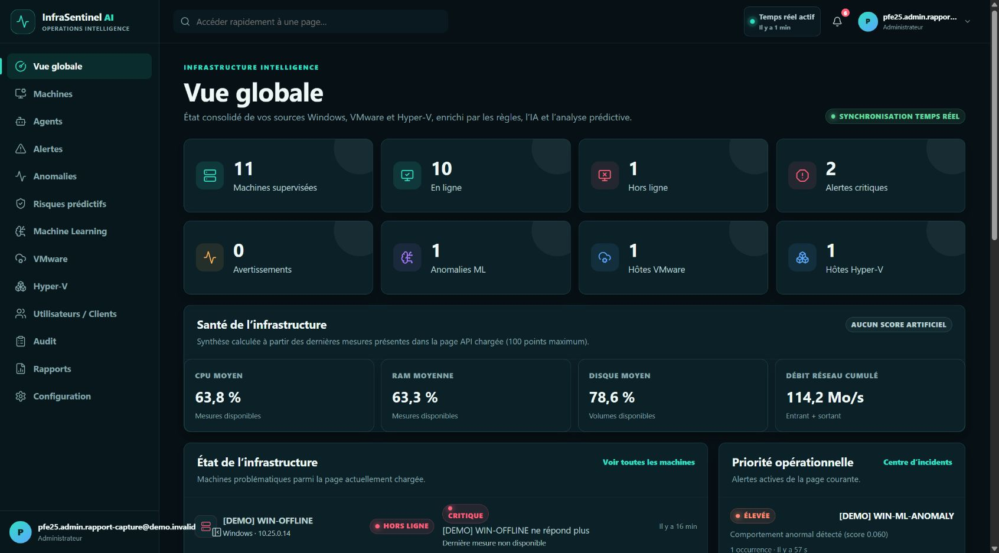 InfraSentinel AI
OPERATIONS INTELLIGENCE
Accéder rapidement à une page...
Temps réel actif
Il y a 1 min
6
P
pfe25.admin.rappor...
Administrateur
Vue globale
Machines
Agents
Alertes
Anomalies
Risques prédictifs
Machine Learning
VMware
Hyper-V
Utilisateurs / Clients
Audit
Rapports
Configuration
P
pfe25.admin.rapport-capture@demo.invalid
Administrateur
INFRASTRUCTURE INTELLIGENCE
Vue globale
État consolidé de vos sources Windows, VMware et Hyper-V, enrichi par les règles, l’IA et l’analyse prédictive.
SYNCHRONISATION TEMPS RÉEL
11
Machines supervisées
10
En ligne
1
Hors ligne
2
Alertes critiques
0
Avertissements
1
Anomalies ML
1
Hôtes VMware
1
Hôtes Hyper-V
Santé de l’infrastructure
AUCUN SCORE ARTIFICIEL
Synthèse calculée à partir des dernières mesures présentes dans la page API chargée (100 points maximum).
CPU MOYEN
63,8 %
Mesures disponibles
RAM MOYENNE
63,3 %
Mesures disponibles
DISQUE MOYEN
78,6 %
Volumes disponibles
DÉBIT RÉSEAU CUMULÉ
114,2 Mo/s
Entrant + sortant
État de l’infrastructure
Voir toutes les machines
Machines problématiques parmi la page actuellement chargée.
[DEMO] WIN-OFFLINE
Windows · 10.25.0.14
HORS LIGNE
CRITIQUE
[DEMO] WIN-OFFLINE ne répond plus
Dernière mesure non disponible
Il y a 16 min
Priorité opérationnelle
Centre d’incidents
Alertes actives de la page courante.
ÉLEVÉE
[DEMO] WIN-ML-ANOMALY
Comportement anormal détecté (score 0.060)
1 occurrence · Il y a 57 s